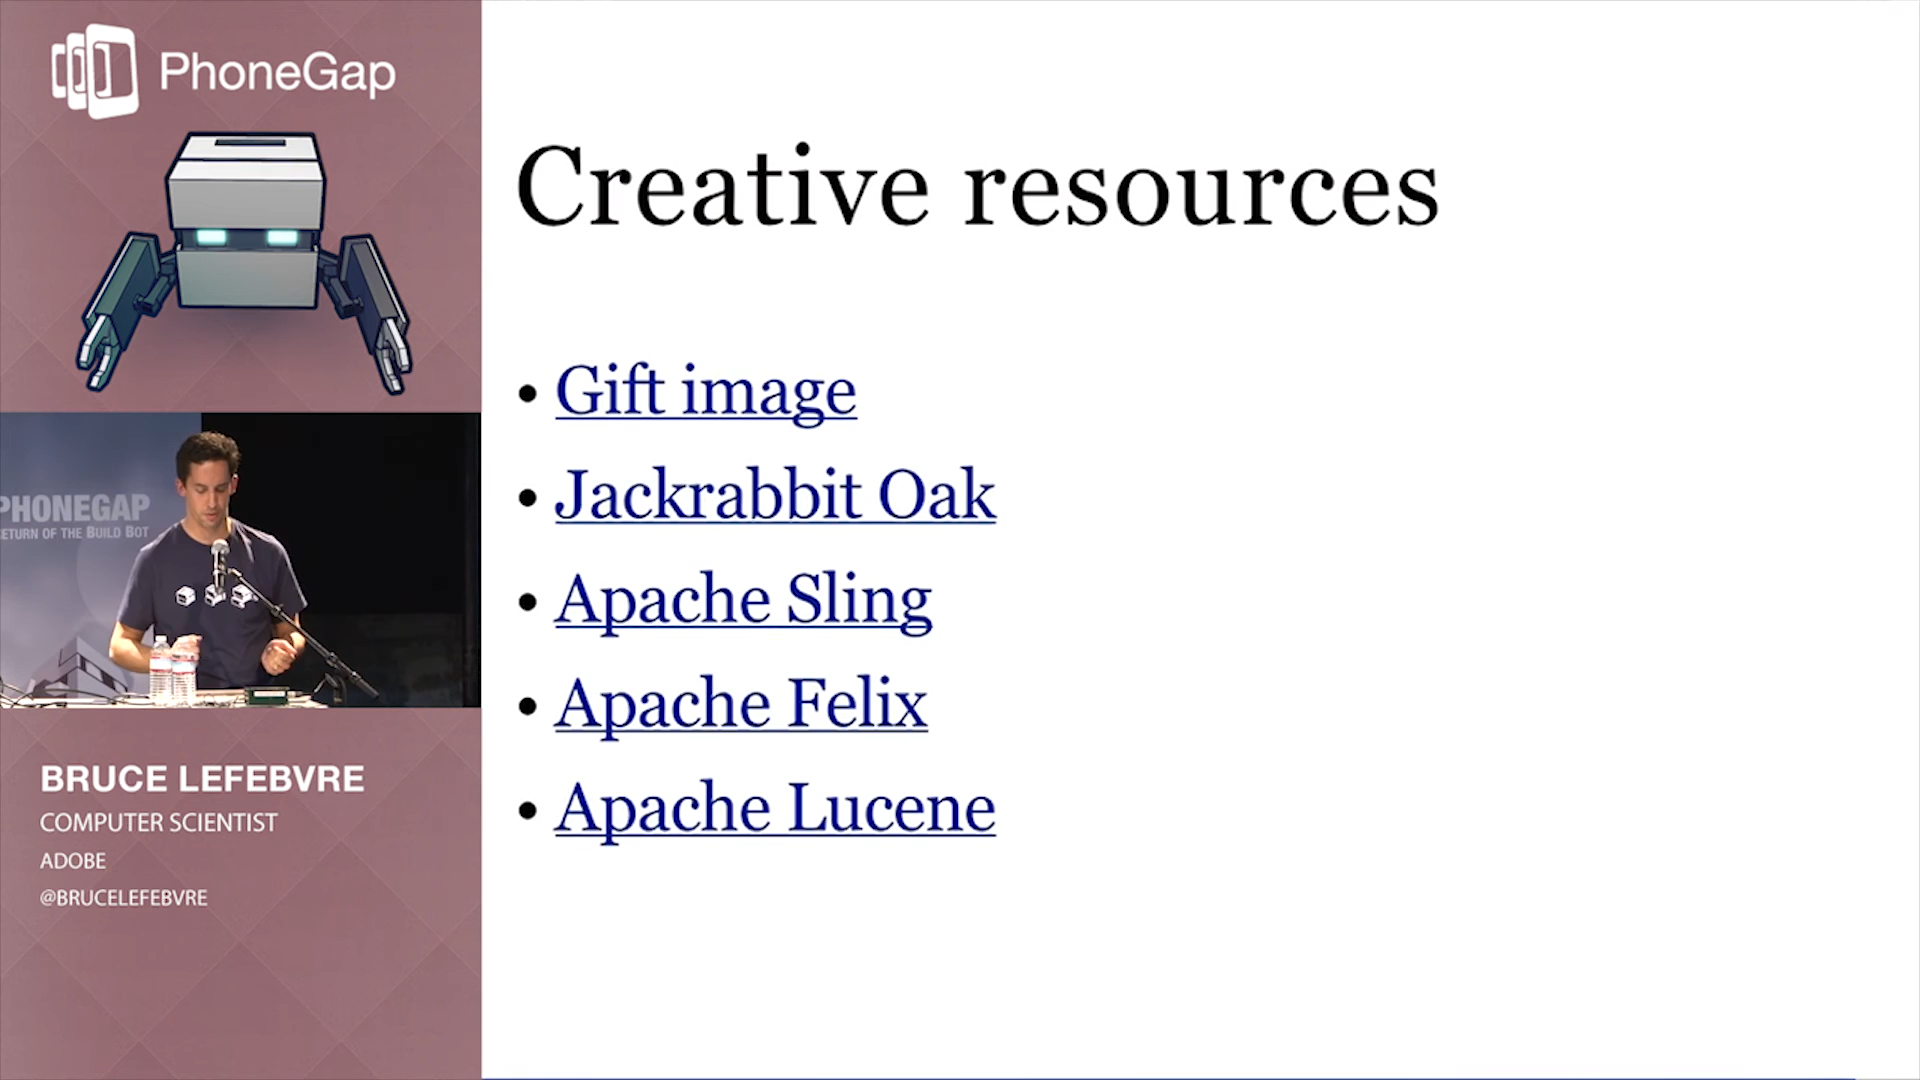 PhoneGap
PHONEGAP
ETURN OF THE BUILD BOT
BRUCE LEFEBVRE
COMPUTER SCIENTIST
ADOBE
@BRUCELEFEBVRE
Creative resources
• Gift image
• Jackrabbit Oak
• Apache Sling
• Apache Felix
• Apache Lucene